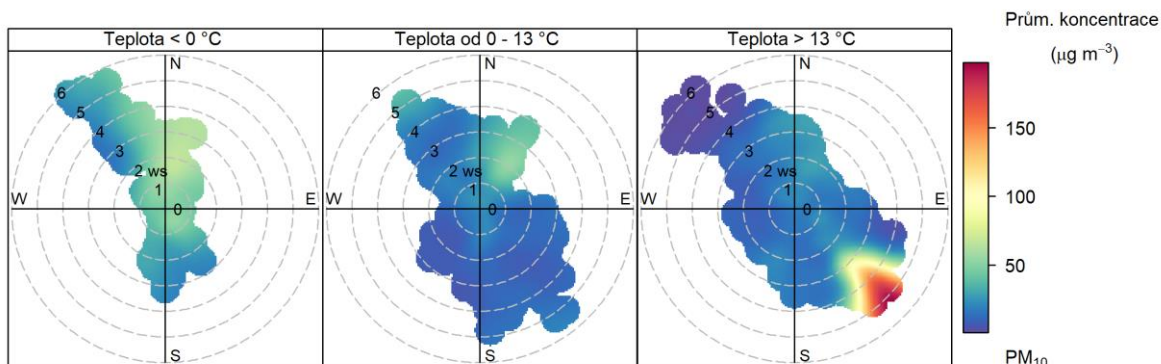 Teplota < 0 °C
Teplota od 0 - 13 °C
Teplota > 13 °C
Prům. koncentrace
(µg m⁻³)
N
6
5
4
3
2 ws
1
W
E
0
S
N
6
5
4
3
2 ws
1
W
E
0
S
N
6
5
4
3
2 ws
1
W
E
0
S
150
100
50
PM₁₀